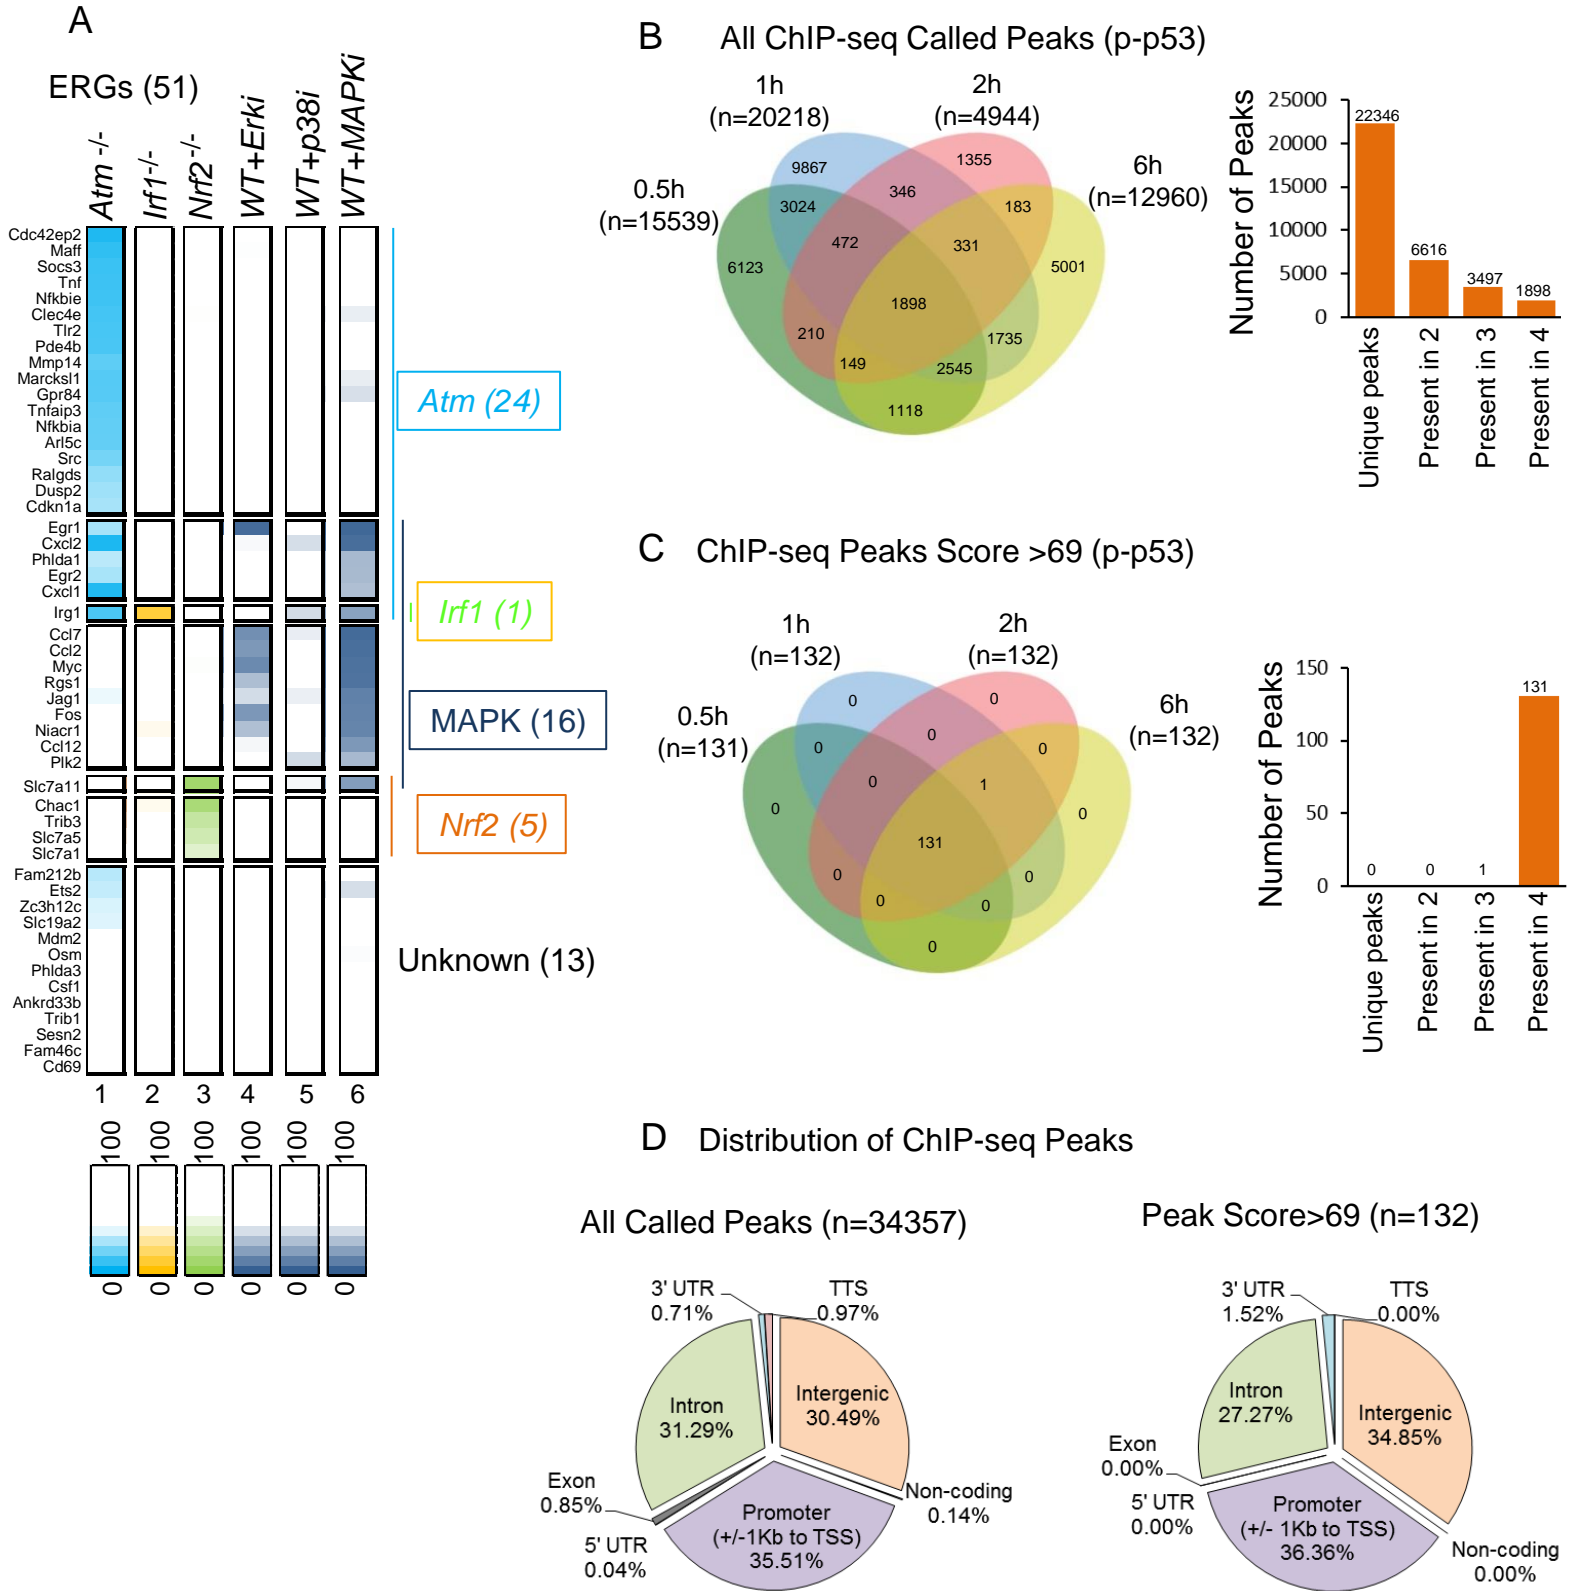 A
ERGs (51)
Atm -/-
Irf1-/-
Nrf2 -/-
WT+Erki
WT+p38i
WT+MAPKi
Cdc42ep2
Maff
Socs3
Tnf
Nfkbie
Clec4e
Tlr2
Pde4b
Mmp14
Marcksl1
Gpr84
Tnfaip3
Nfkbia
Arl5c
Src
Ralgds
Dusp2
Cdkn1a
Egr1
Cxcl2
Phlda1
Egr2
Cxcl1
Irg1
Ccl7
Ccl2
Myc
Rgs1
Jag1
Fos
Niacr1
Ccl12
Plk2
Slc7a11
Chac1
Trib3
Slc7a5
Slc7a1
Fam212b
Ets2
Zc3h12c
Slc19a2
Mdm2
Osm
Phlda3
Csf1
Ankrd33b
Trib1
Sesn2
Fam46c
Cd69
Atm (24)
Irf1 (1)
MAPK (16)
Nrf2 (5)
Unknown (13)
1 2 3 4 5 6
100 100 100 100 100 100
0 0 0 0 0 0
B All ChIP-seq Called Peaks (p-p53)
1h
(n=20218)
2h
(n=4944)
0.5h
(n=15539)
6h
(n=12960)
9867
1355
3024
346
183
472
331
6123
5001
1898
210
1735
149
2545
1118
Number of Peaks
25000
20000
15000
10000
5000
0
22346
6616
3497
1898
Unique peaks
Present in 2
Present in 3
Present in 4
C ChIP-seq Peaks Score >69 (p-p53)
1h
(n=132)
2h
(n=132)
0.5h
(n=131)
6h
(n=132)
0
0
0
0
0
0
1
0
0
131
0
0
0
0
0
Number of Peaks
150
100
50
0
0
0
1
131
Unique peaks
Present in 2
Present in 3
Present in 4
D Distribution of ChIP-seq Peaks
All Called Peaks (n=34357)
3' UTR
0.71%
TTS
0.97%
Intron
31.29%
Intergenic
30.49%
Exon
0.85%
Non-coding
0.14%
5' UTR
0.04%
Promoter
(+/-1Kb to TSS)
35.51%
Peak Score>69 (n=132)
3' UTR
1.52%
TTS
0.00%
Intron
27.27%
Intergenic
34.85%
Exon
0.00%
5' UTR
0.00%
Promoter
(+/- 1Kb to TSS)
36.36%
Non-coding
0.00%